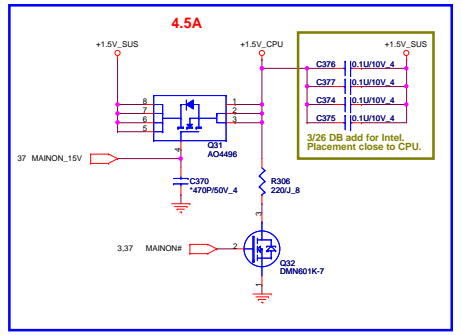 4.5A
+1.5V_SUS
+1.5V_CPU
+1.5V_SUS
C376
0.1U/10V_4
C377
0.1U/10V_4
C374
0.1U/10V_4
C375
0.1U/10V_4
3/26 DB add for Intel.
Placement close to CPU.
8
7
6
5
1
2
3
4
Q31
AO4496
37 MAINON_15V
C370
*470P/50V_4
R306
220/J_8
3,37 MAINON#
3
2
1
Q32
DMN601K-7